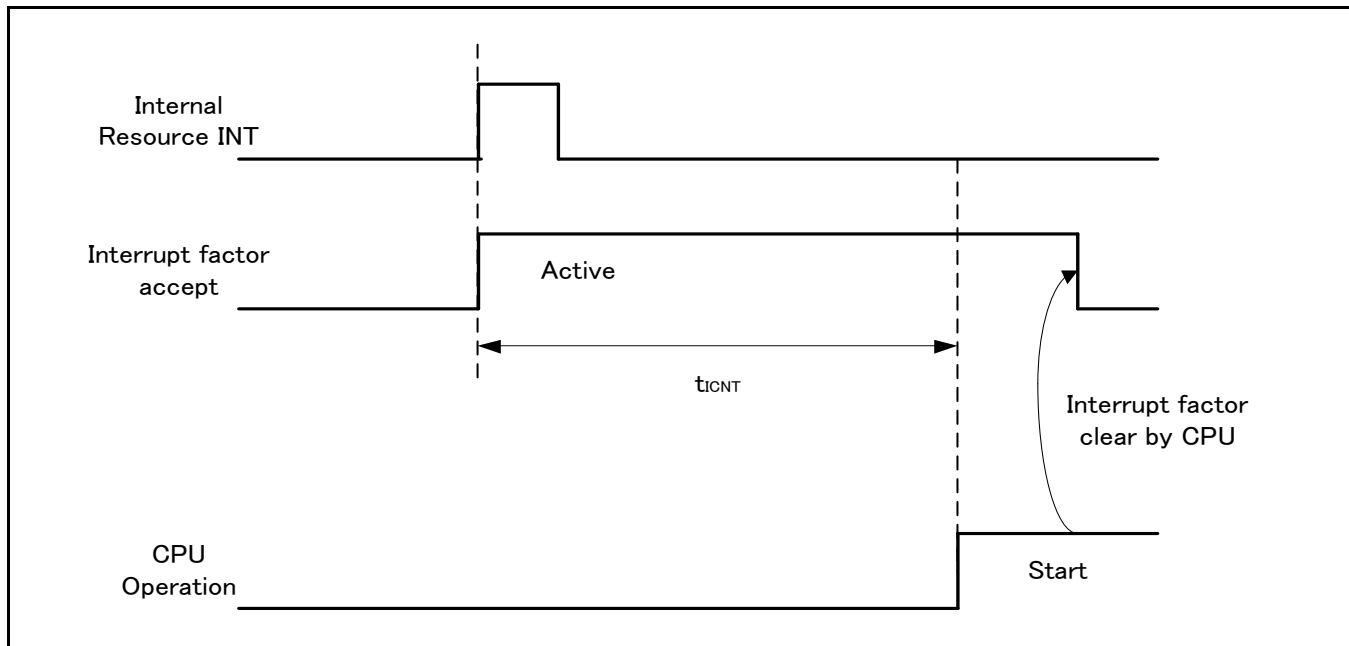 Internal
Resource INT
Interrupt factor
accept
Active
tICNT
Interrupt factor
clear by CPU
CPU
Operation
Start